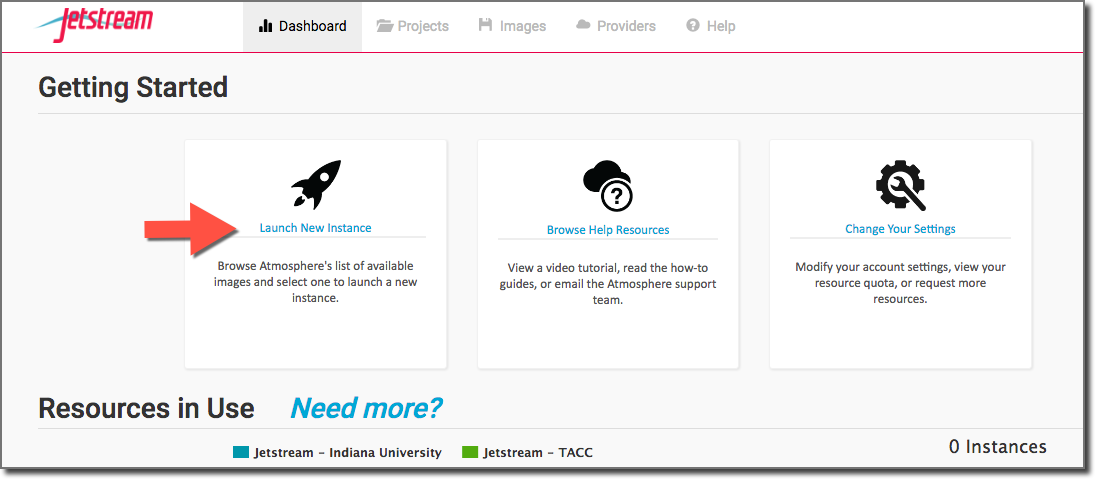 Jetstream
Dashboard
Projects
Images
Providers
? Help
Getting Started
Launch New Instance
Browse Atmosphere's list of available
images and select one to launch a new
instance.
?
Browse Help Resources
View a video tutorial, read the how-to
guides, or email the Atmosphere support
team.
Change Your Settings
Modify your account settings, view your
resource quota, or request more
resources.
Resources in Use
Need more?
Jetstream – Indiana University
Jetstream – TACC
0 Instances